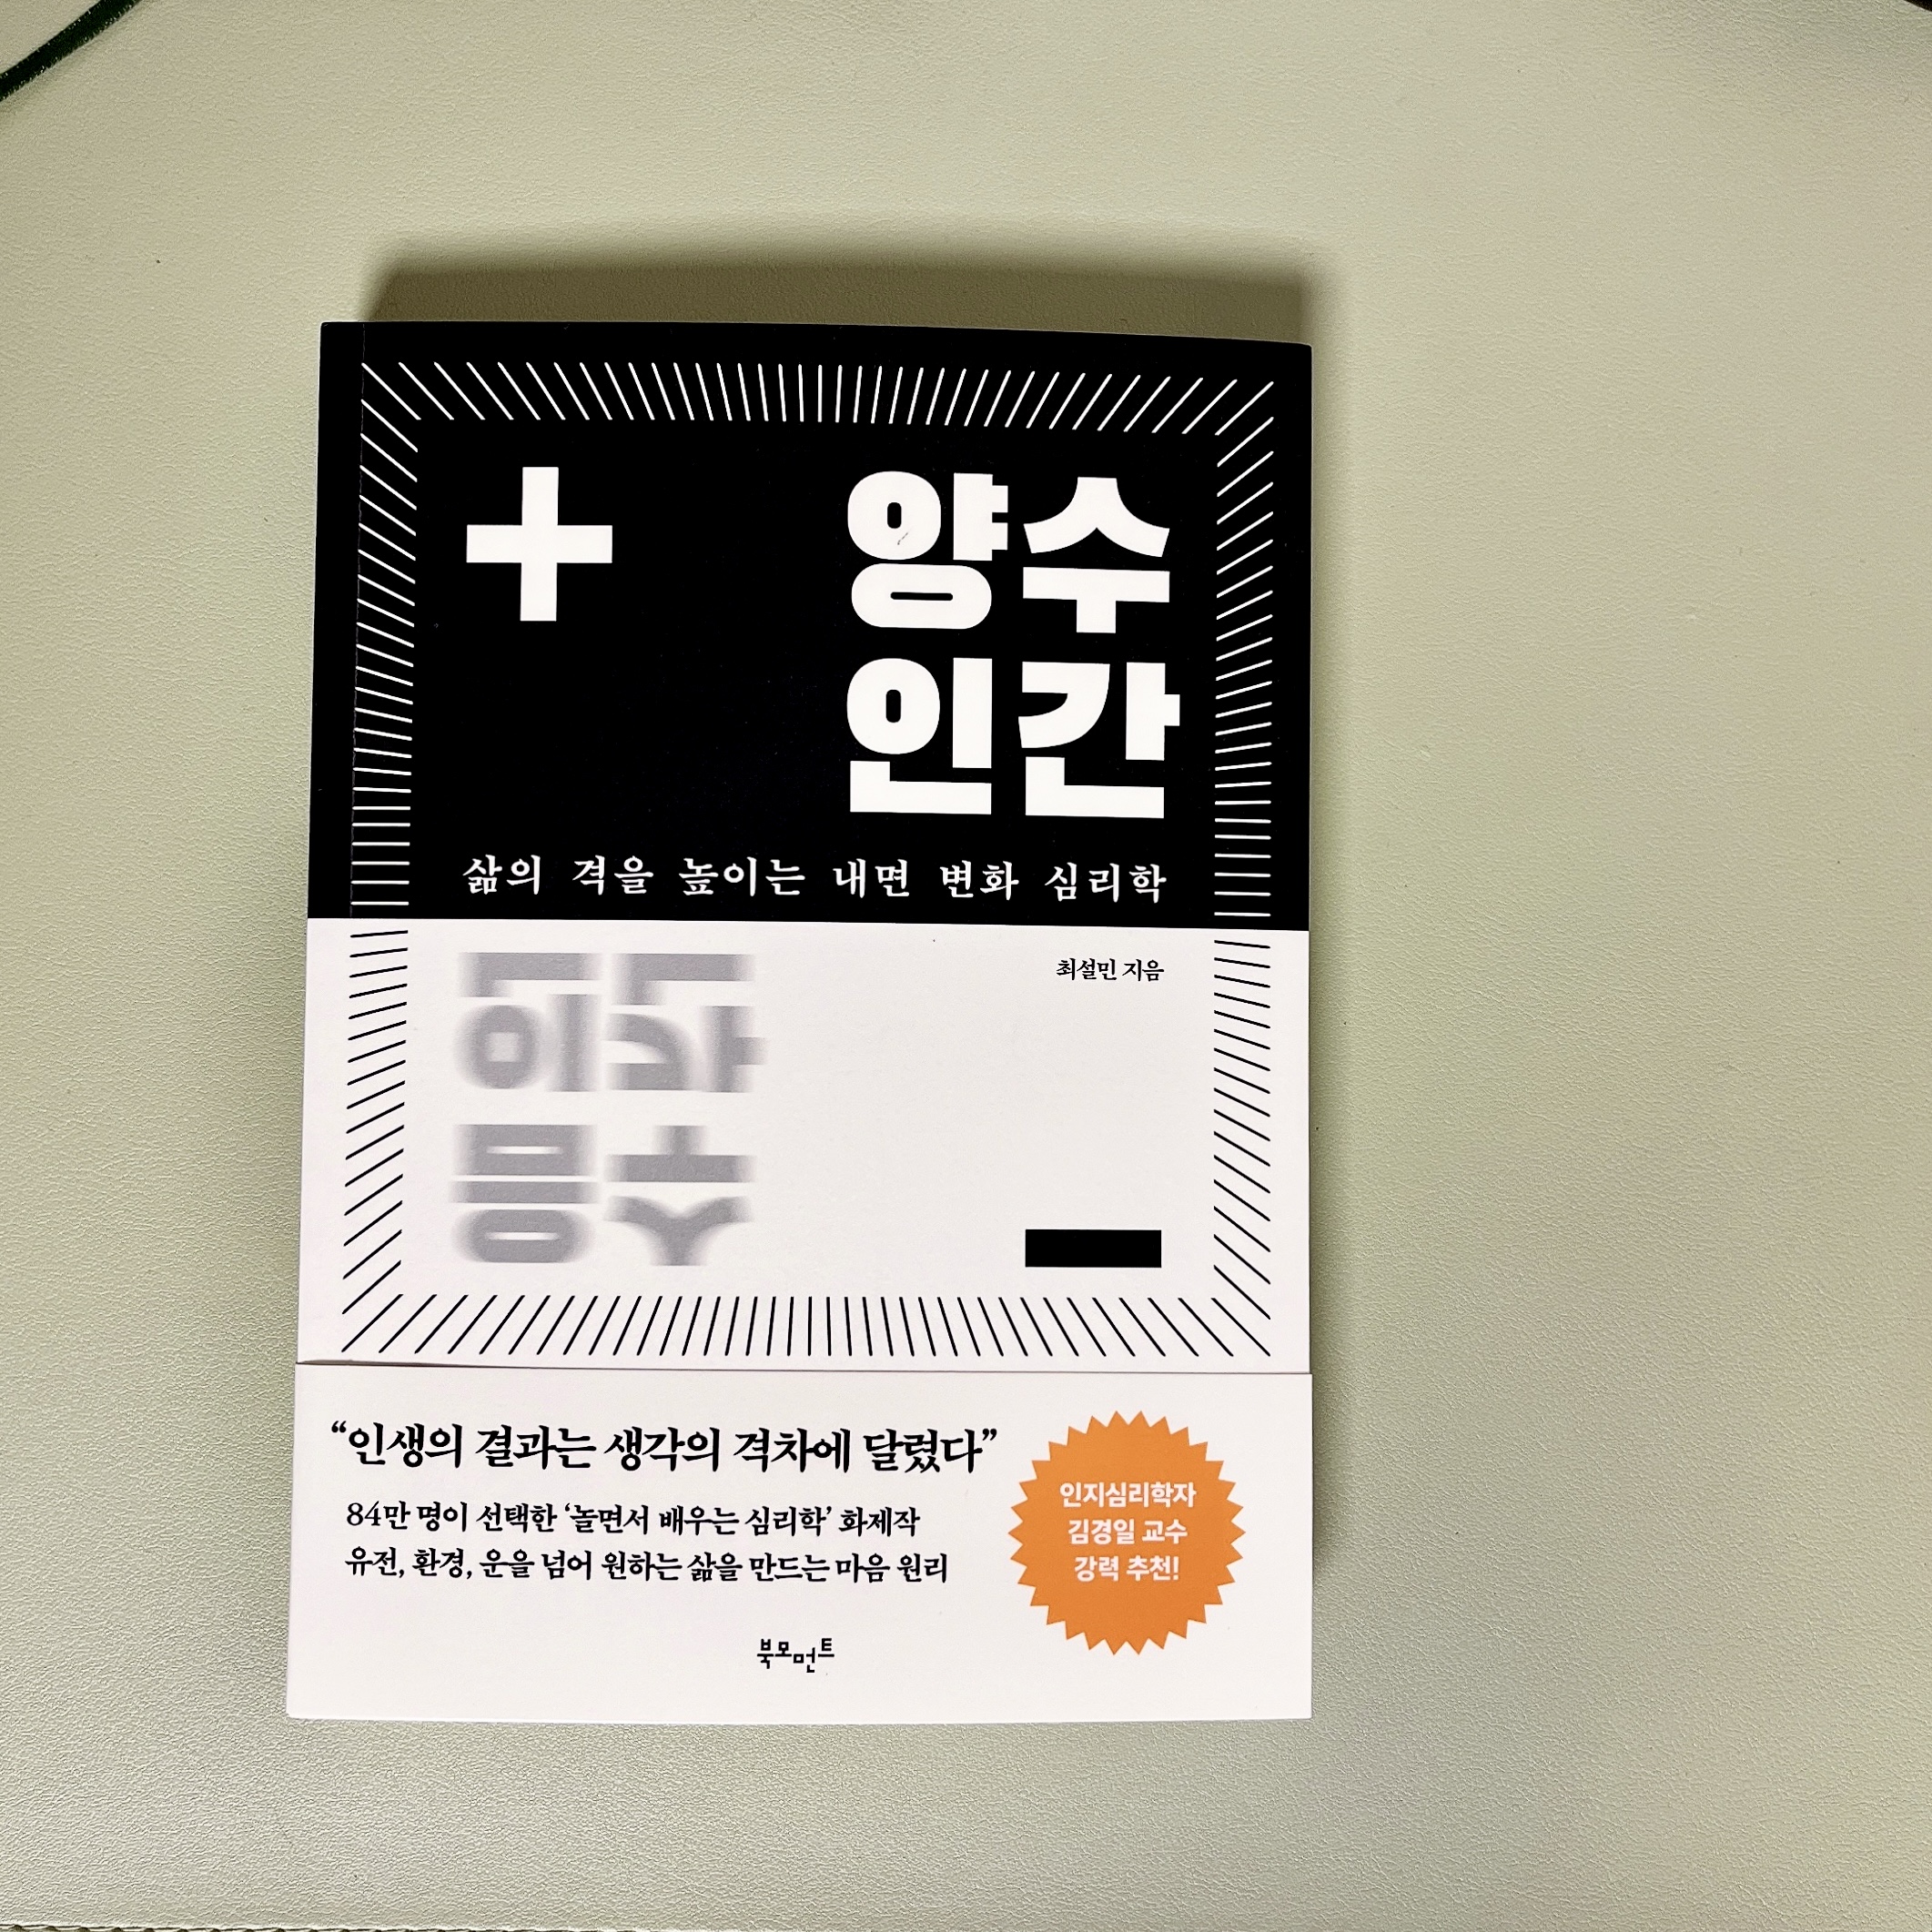 +
양수
인간
삶의 격을 높이는 내면 변화 심리학
최설민 지음
음수
인간
-
“인생의 결과는 생각의 격차에 달렸다”
84만 명이 선택한 ‘놀면서 배우는 심리학’ 화제작
유전, 환경, 운을 넘어 원하는 삶을 만드는 마음 원리
인지심리학자
김경일 교수
강력 추천!
북모먼트